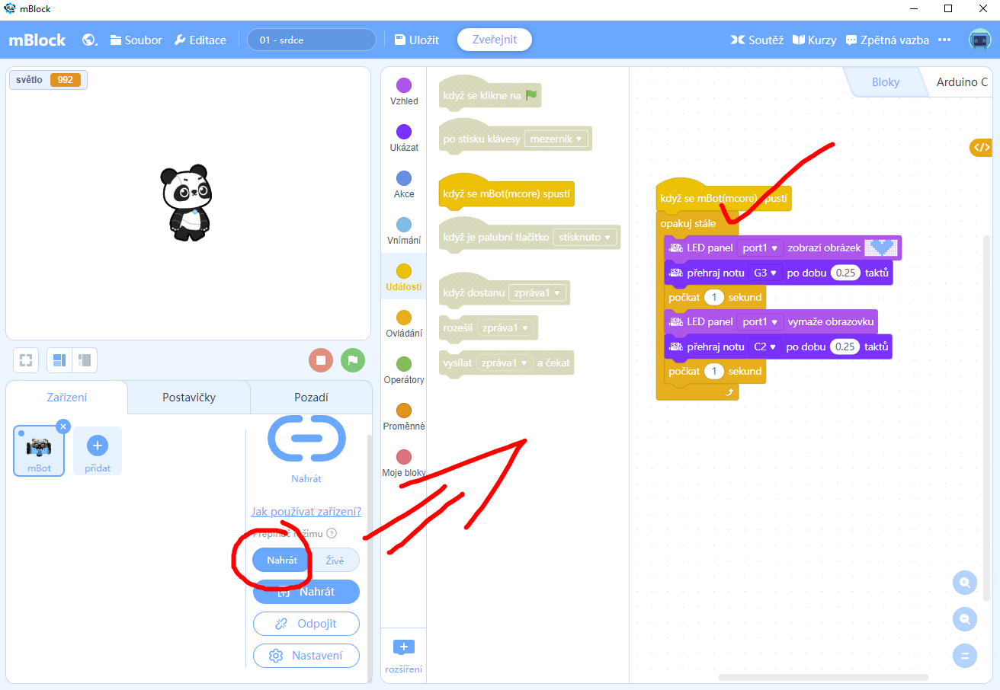 mBlock
mBlock
Soubor
Editace
01 - srdce
Uložit
Zveřejnit
Soutěž
Kurzy
Zpětná vazba
světlo 992
Zařízení
Postavičky
Pozadí
mBot
přidat
Nahrát
Jak používat zařízení?
Přepínač režimu ?
Nahrát
Živě
Nahrát
Odpojit
Nastavení
Vzhled
Ukázat
Akce
Vnímání
Události
Ovládání
Operátory
Proměnné
Moje bloky
rozšíření
když se klikne na
po stisku klávesy mezerník
když se mBot(mcore) spustí
když je palubní tlačítko stisknuto
když dostanu zpráva1
rozešli zpráva1
vysílat zpráva1 a čekat
Bloky
Arduino C
</>
když se mBot(mcore) spustí
opakuj stále
LED panel port1 zobrazí obrázek
přehraj notu G3 po dobu 0.25 taktů
počkat 1 sekund
LED panel port1 vymaže obrazovku
přehraj notu C2 po dobu 0.25 taktů
počkat 1 sekund